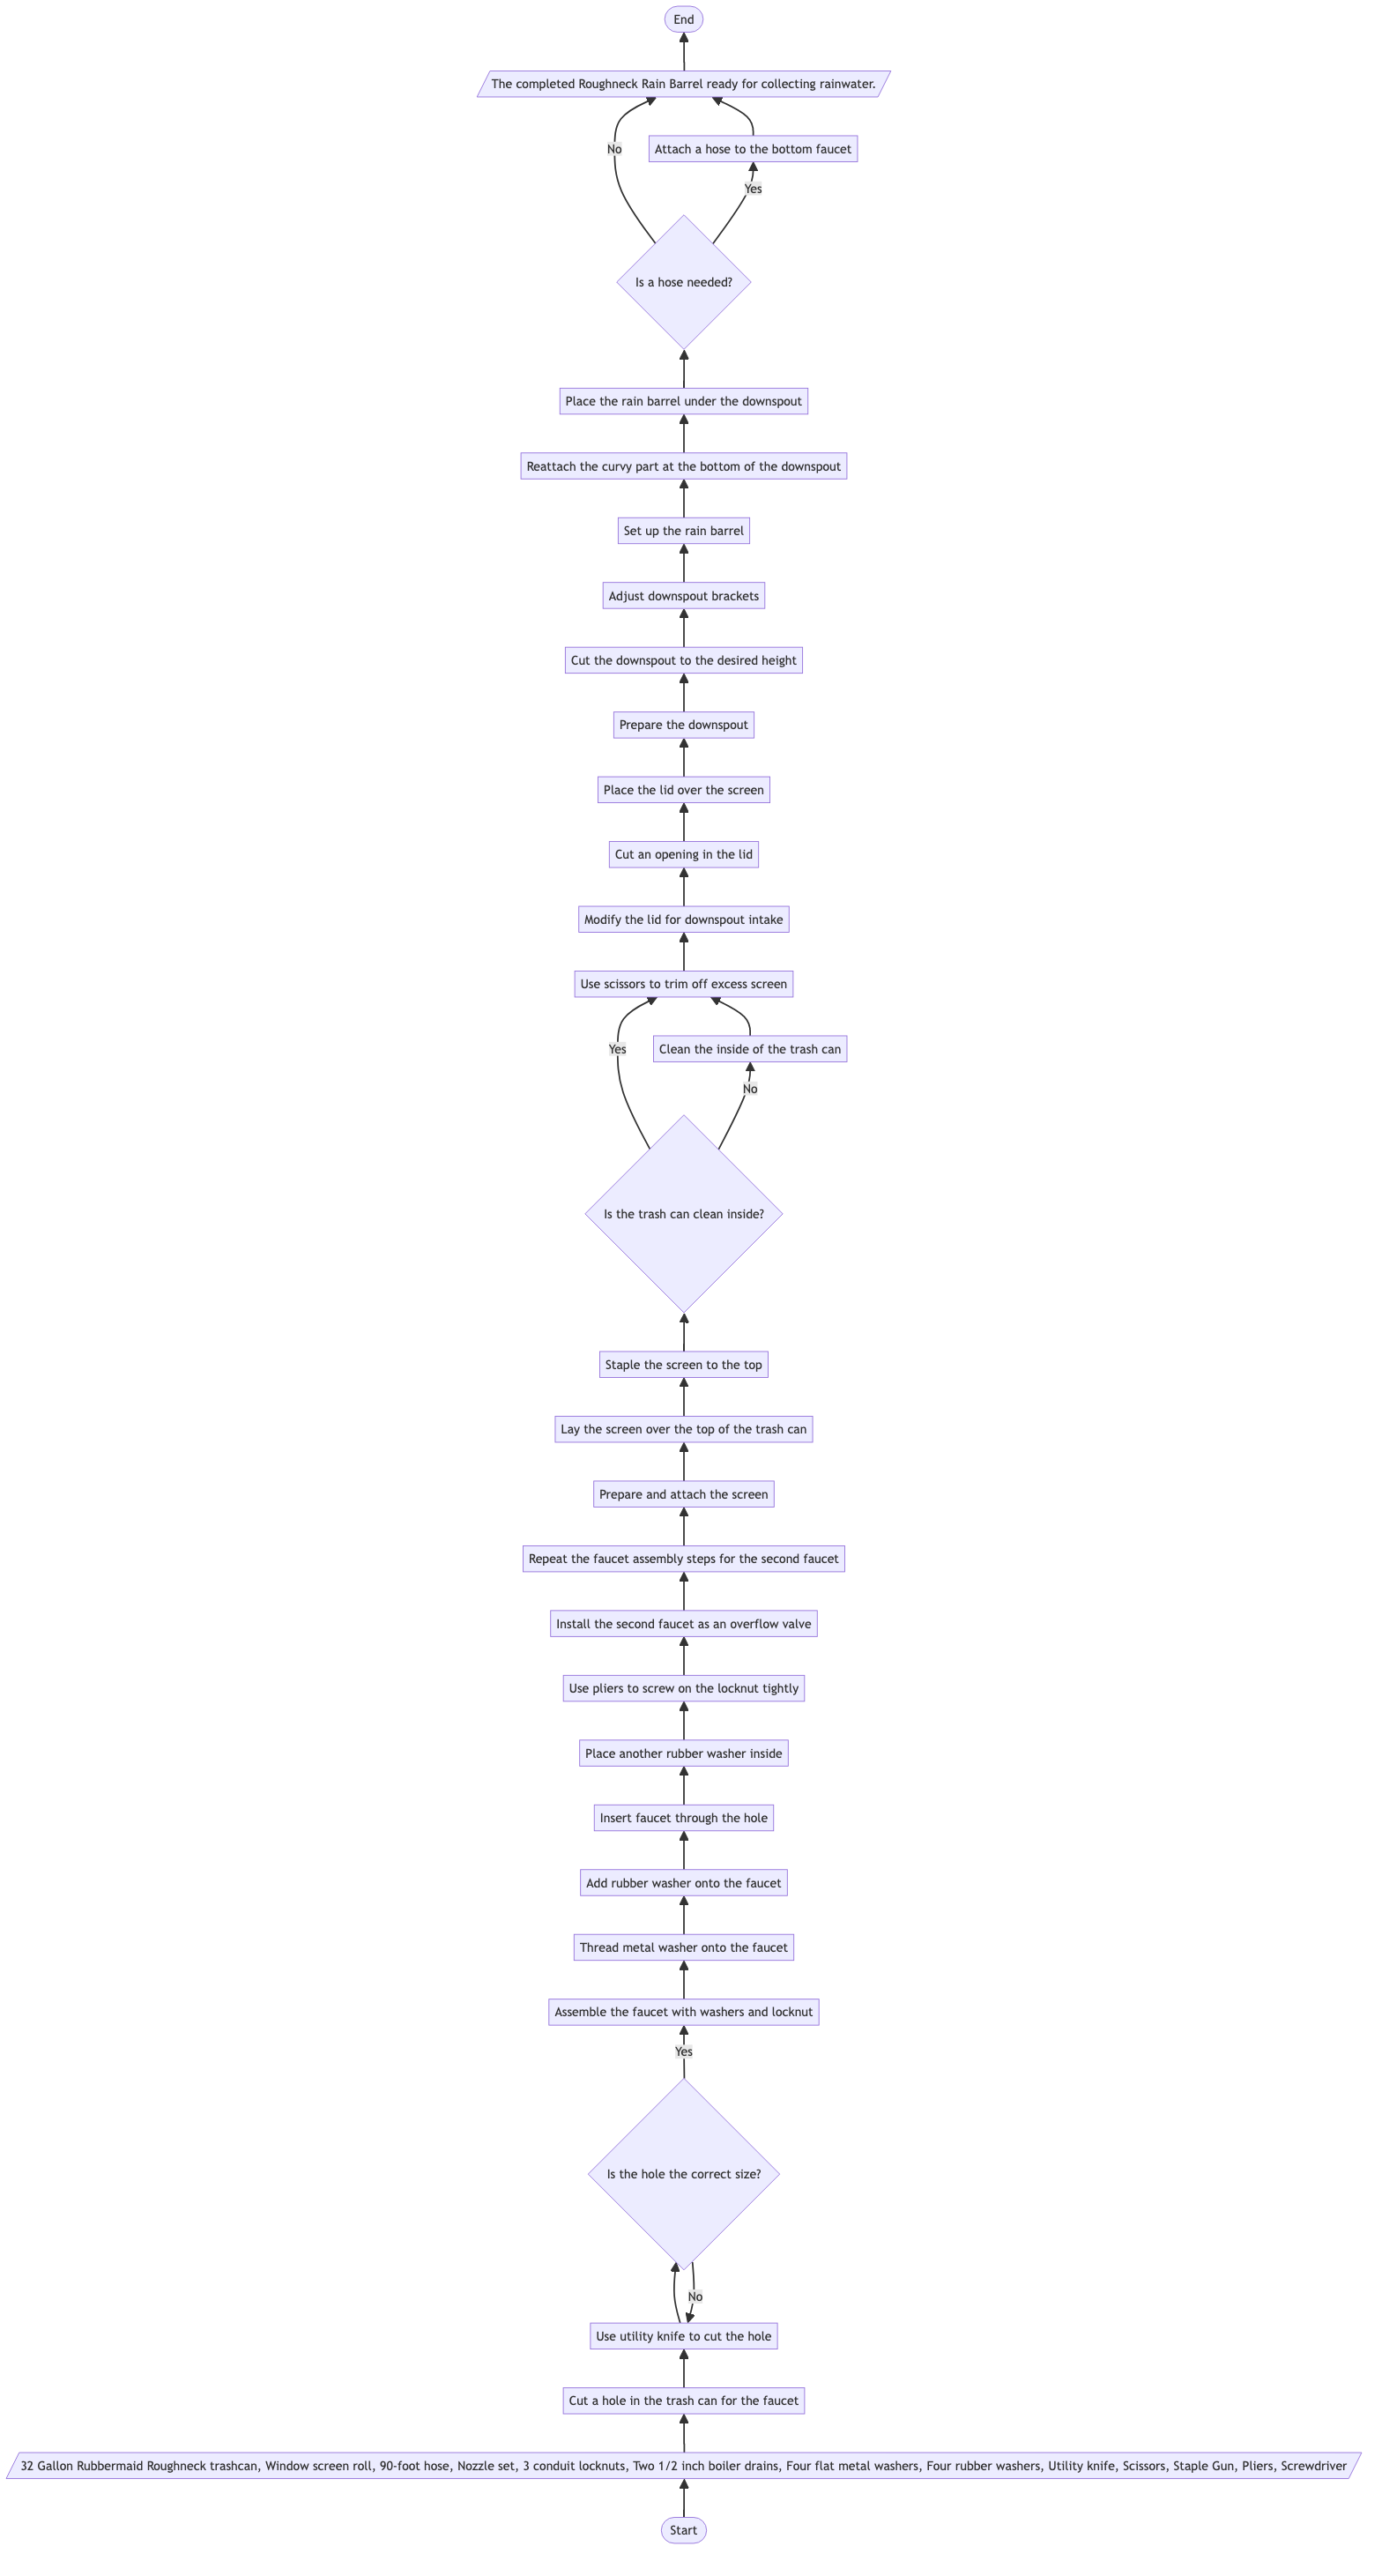 End
The completed Roughneck Rain Barrel ready for collecting rainwater.
No
Attach a hose to the bottom faucet
Yes
Is a hose needed?
Place the rain barrel under the downspout
Reattach the curvy part at the bottom of the downspout
Set up the rain barrel
Adjust downspout brackets
Cut the downspout to the desired height
Prepare the downspout
Place the lid over the screen
Cut an opening in the lid
Modify the lid for downspout intake
Use scissors to trim off excess screen
Yes
Clean the inside of the trash can
No
Is the trash can clean inside?
Staple the screen to the top
Lay the screen over the top of the trash can
Prepare and attach the screen
Repeat the faucet assembly steps for the second faucet
Install the second faucet as an overflow valve
Use pliers to screw on the locknut tightly
Place another rubber washer inside
Insert faucet through the hole
Add rubber washer onto the faucet
Thread metal washer onto the faucet
Assemble the faucet with washers and locknut
Yes
Is the hole the correct size?
No
Use utility knife to cut the hole
Cut a hole in the trash can for the faucet
32 Gallon Rubbermaid Roughneck trashcan, Window screen roll, 90-foot hose, Nozzle set, 3 conduit locknuts, Two 1/2 inch boiler drains, Four flat metal washers, Four rubber washers, Utility knife, Scissors, Staple Gun, Pliers, Screwdriver
Start